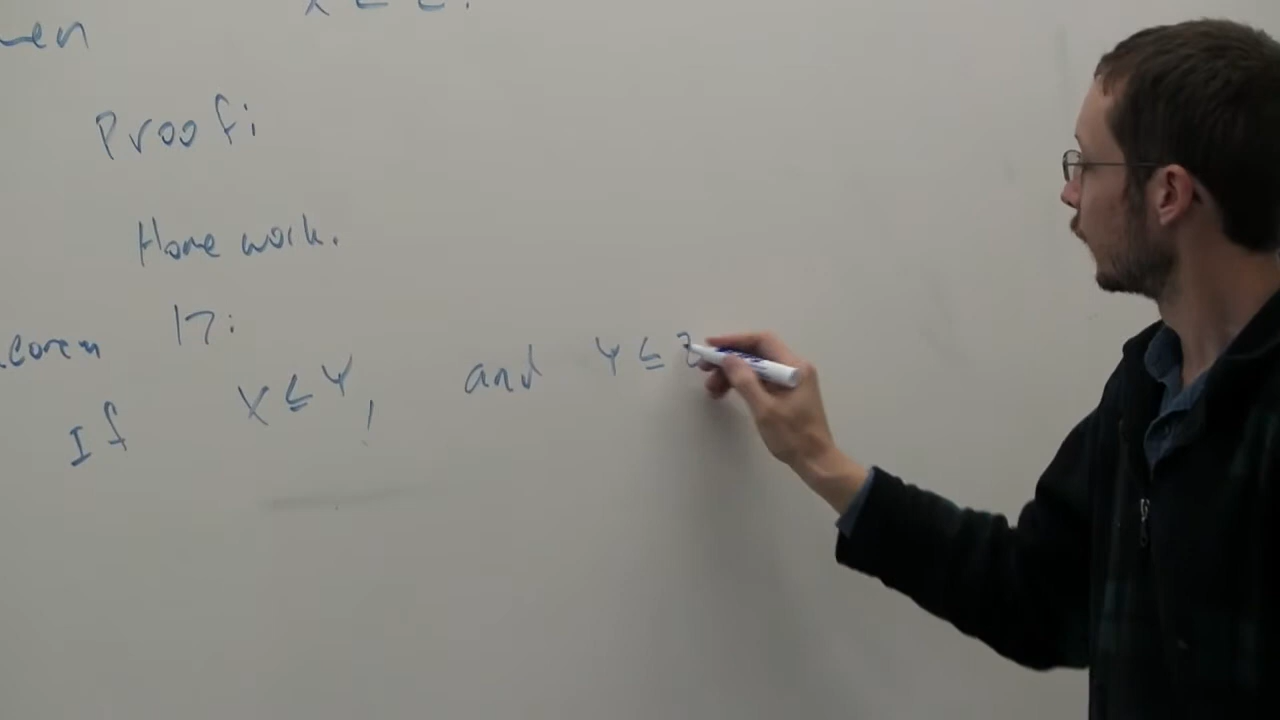 Proof:
Homework.
17:
If X ≤ Y, and Y ≤ Z